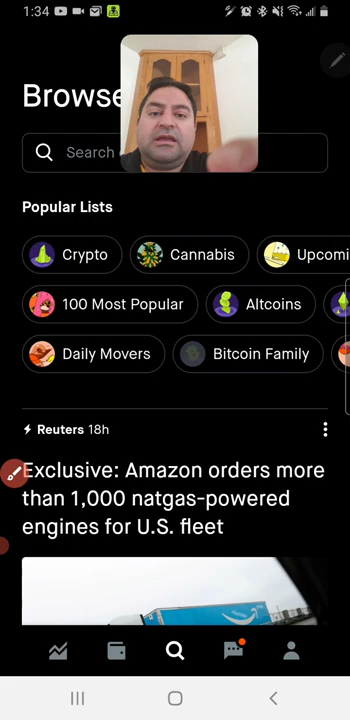 1:34
Browse
Search
Popular Lists
Crypto
Cannabis
Upcomi
100 Most Popular
Altcoins
Daily Movers
Bitcoin Family
Reuters 18h
Exclusive: Amazon orders more
than 1,000 natgas-powered
engines for U.S. fleet